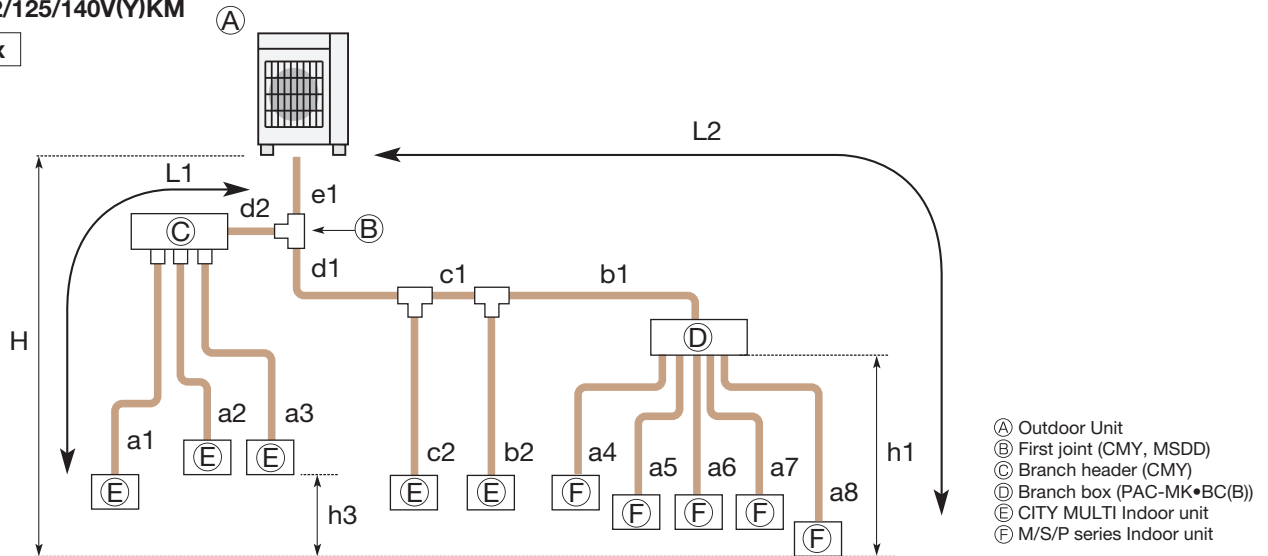 2/125/140V(Y)KM
Ⓐ
L2
L1
e1
d2
Ⓑ
Ⓒ
d1
c1
b1
H
Ⓓ
a1
a2
a3
c2
b2
a4
a5
a6
a7
a8
h1
h3
Ⓔ
Ⓔ
Ⓔ
Ⓔ
Ⓔ
Ⓕ
Ⓕ
Ⓕ
Ⓕ
Ⓕ
Ⓐ Outdoor Unit
Ⓑ First joint (CMY, MSDD)
Ⓒ Branch header (CMY)
Ⓓ Branch box (PAC-MK•BC(B))
Ⓔ CITY MULTI Indoor unit
Ⓕ M/S/P series Indoor unit